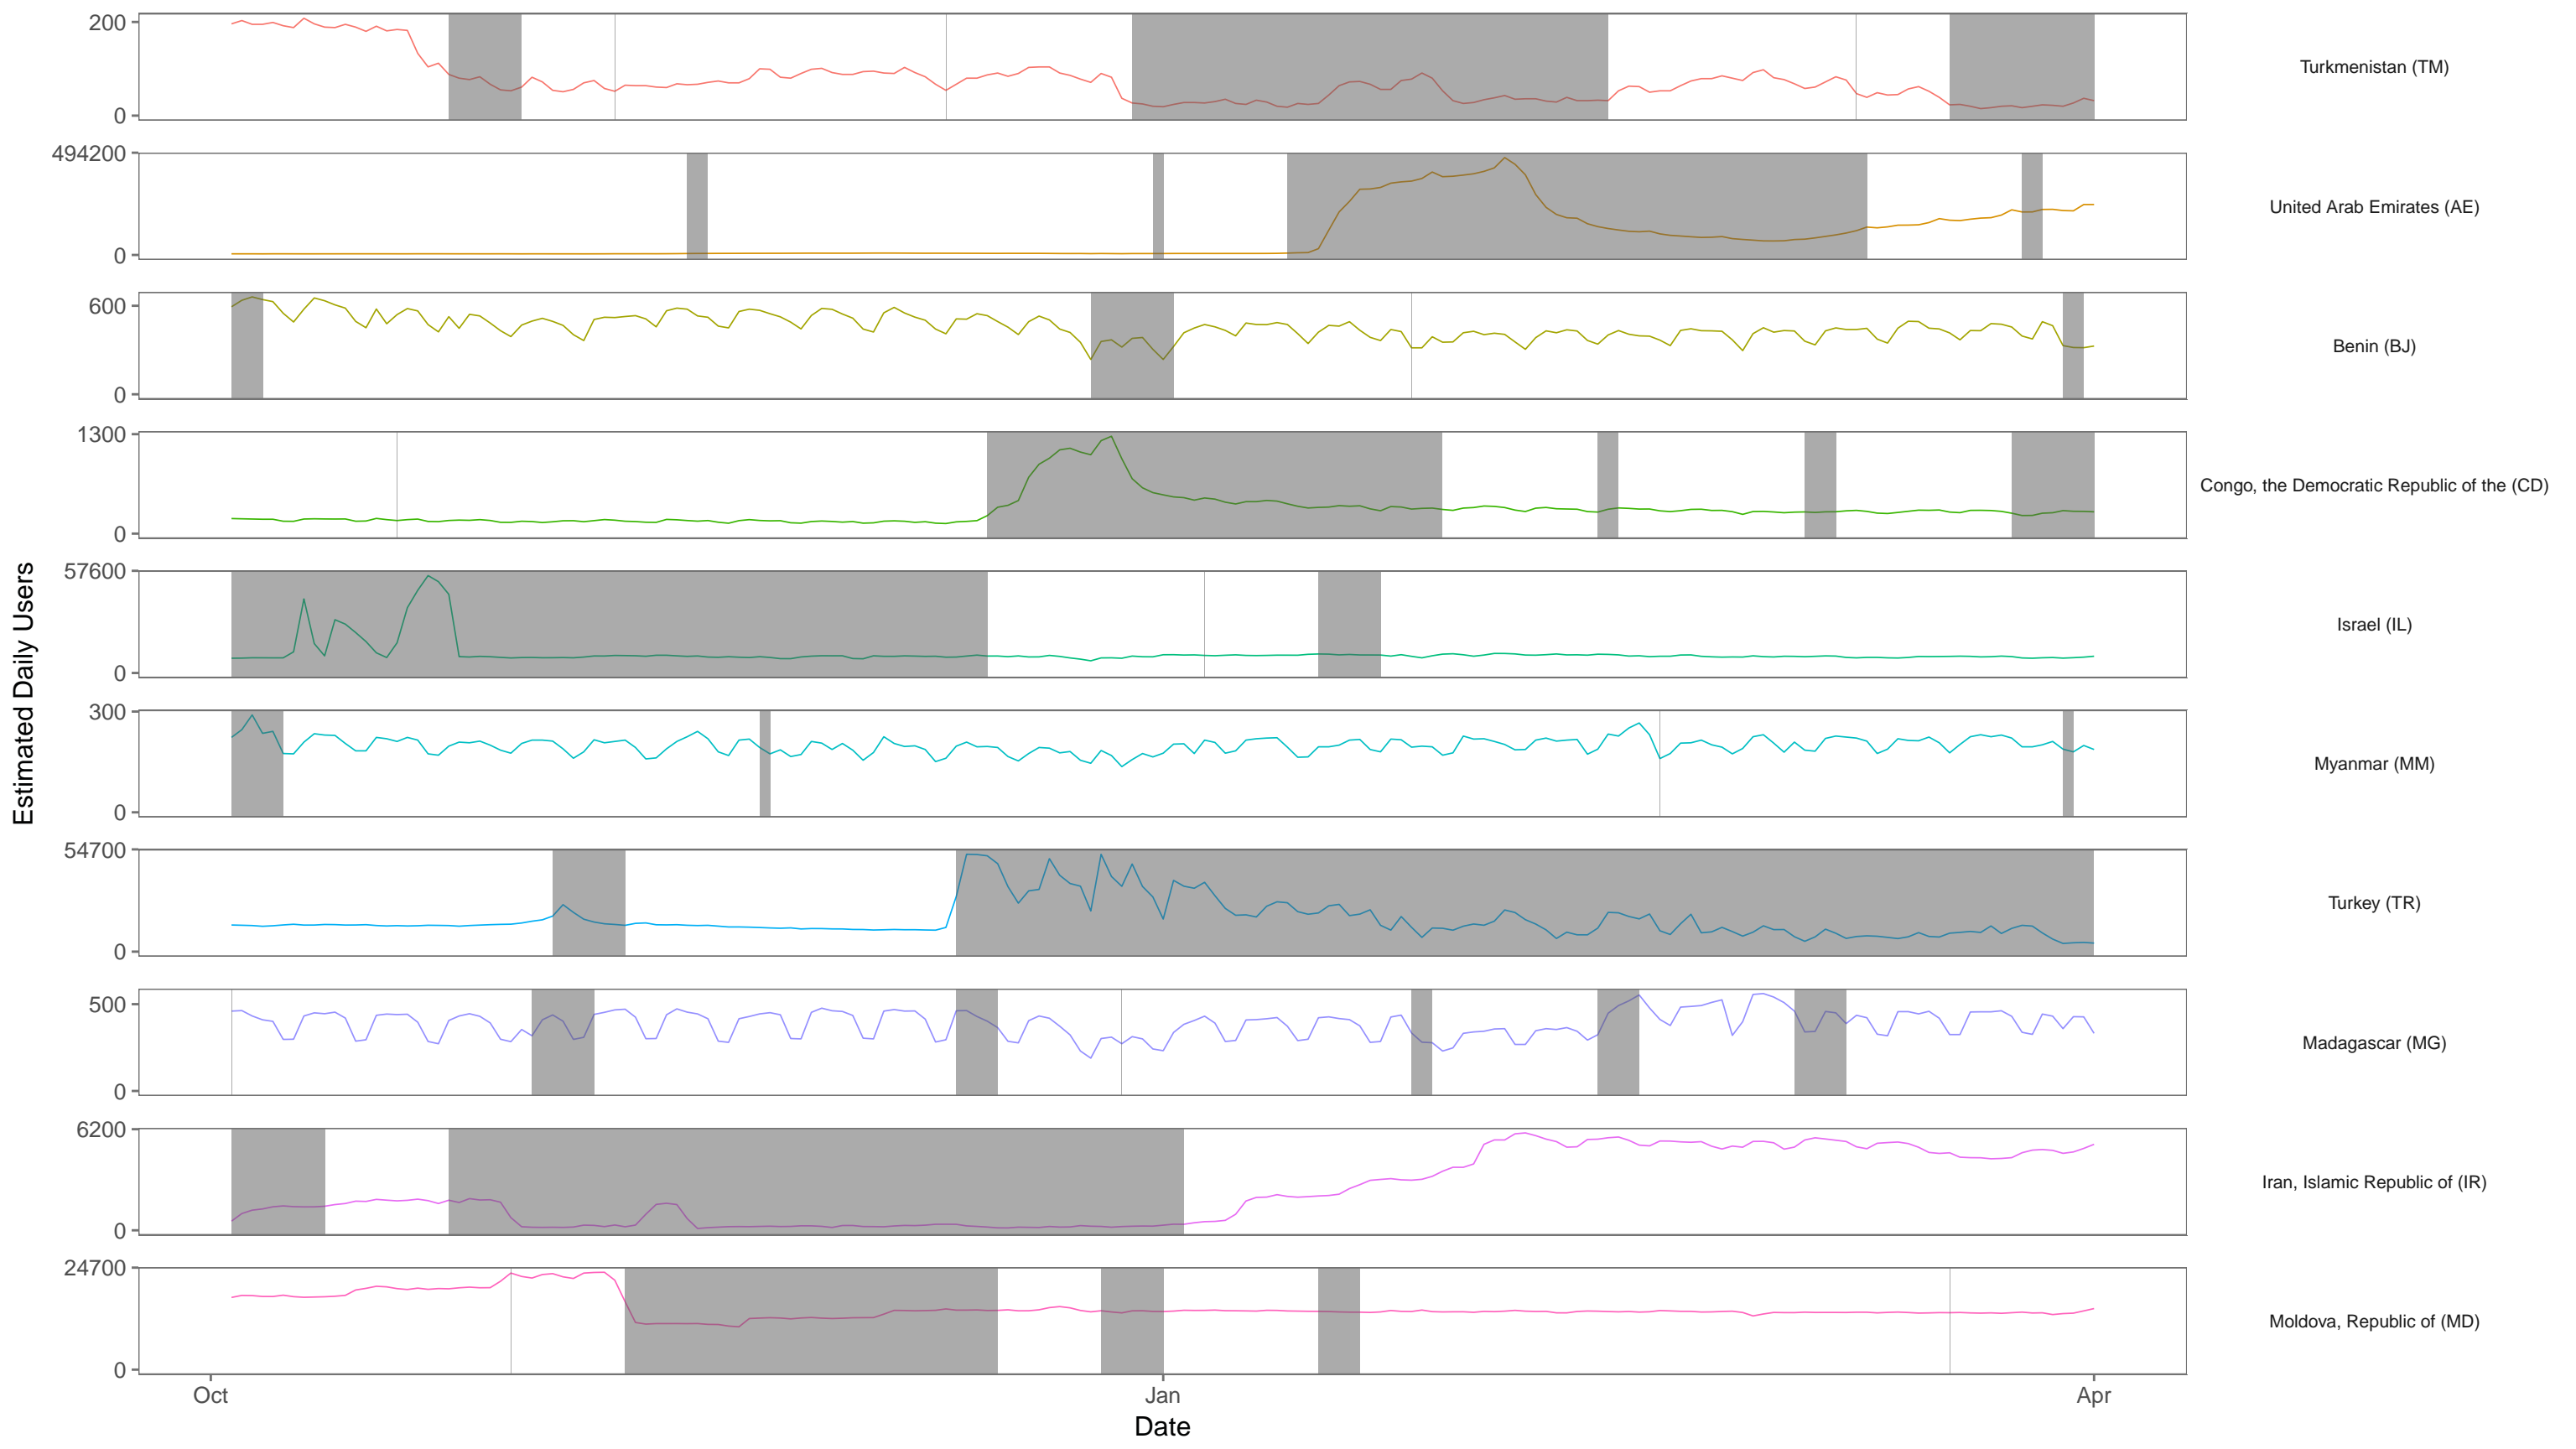 200
0
Turkmenistan (TM)
494200
0
United Arab Emirates (AE)
600
0
Benin (BJ)
1300
0
Congo, the Democratic Republic of the (CD)
Estimated Daily Users
57600
0
Israel (IL)
300
0
Myanmar (MM)
54700
0
Turkey (TR)
500
0
Madagascar (MG)
6200
0
Iran, Islamic Republic of (IR)
24700
0
Moldova, Republic of (MD)
Oct
Jan
Apr
Date